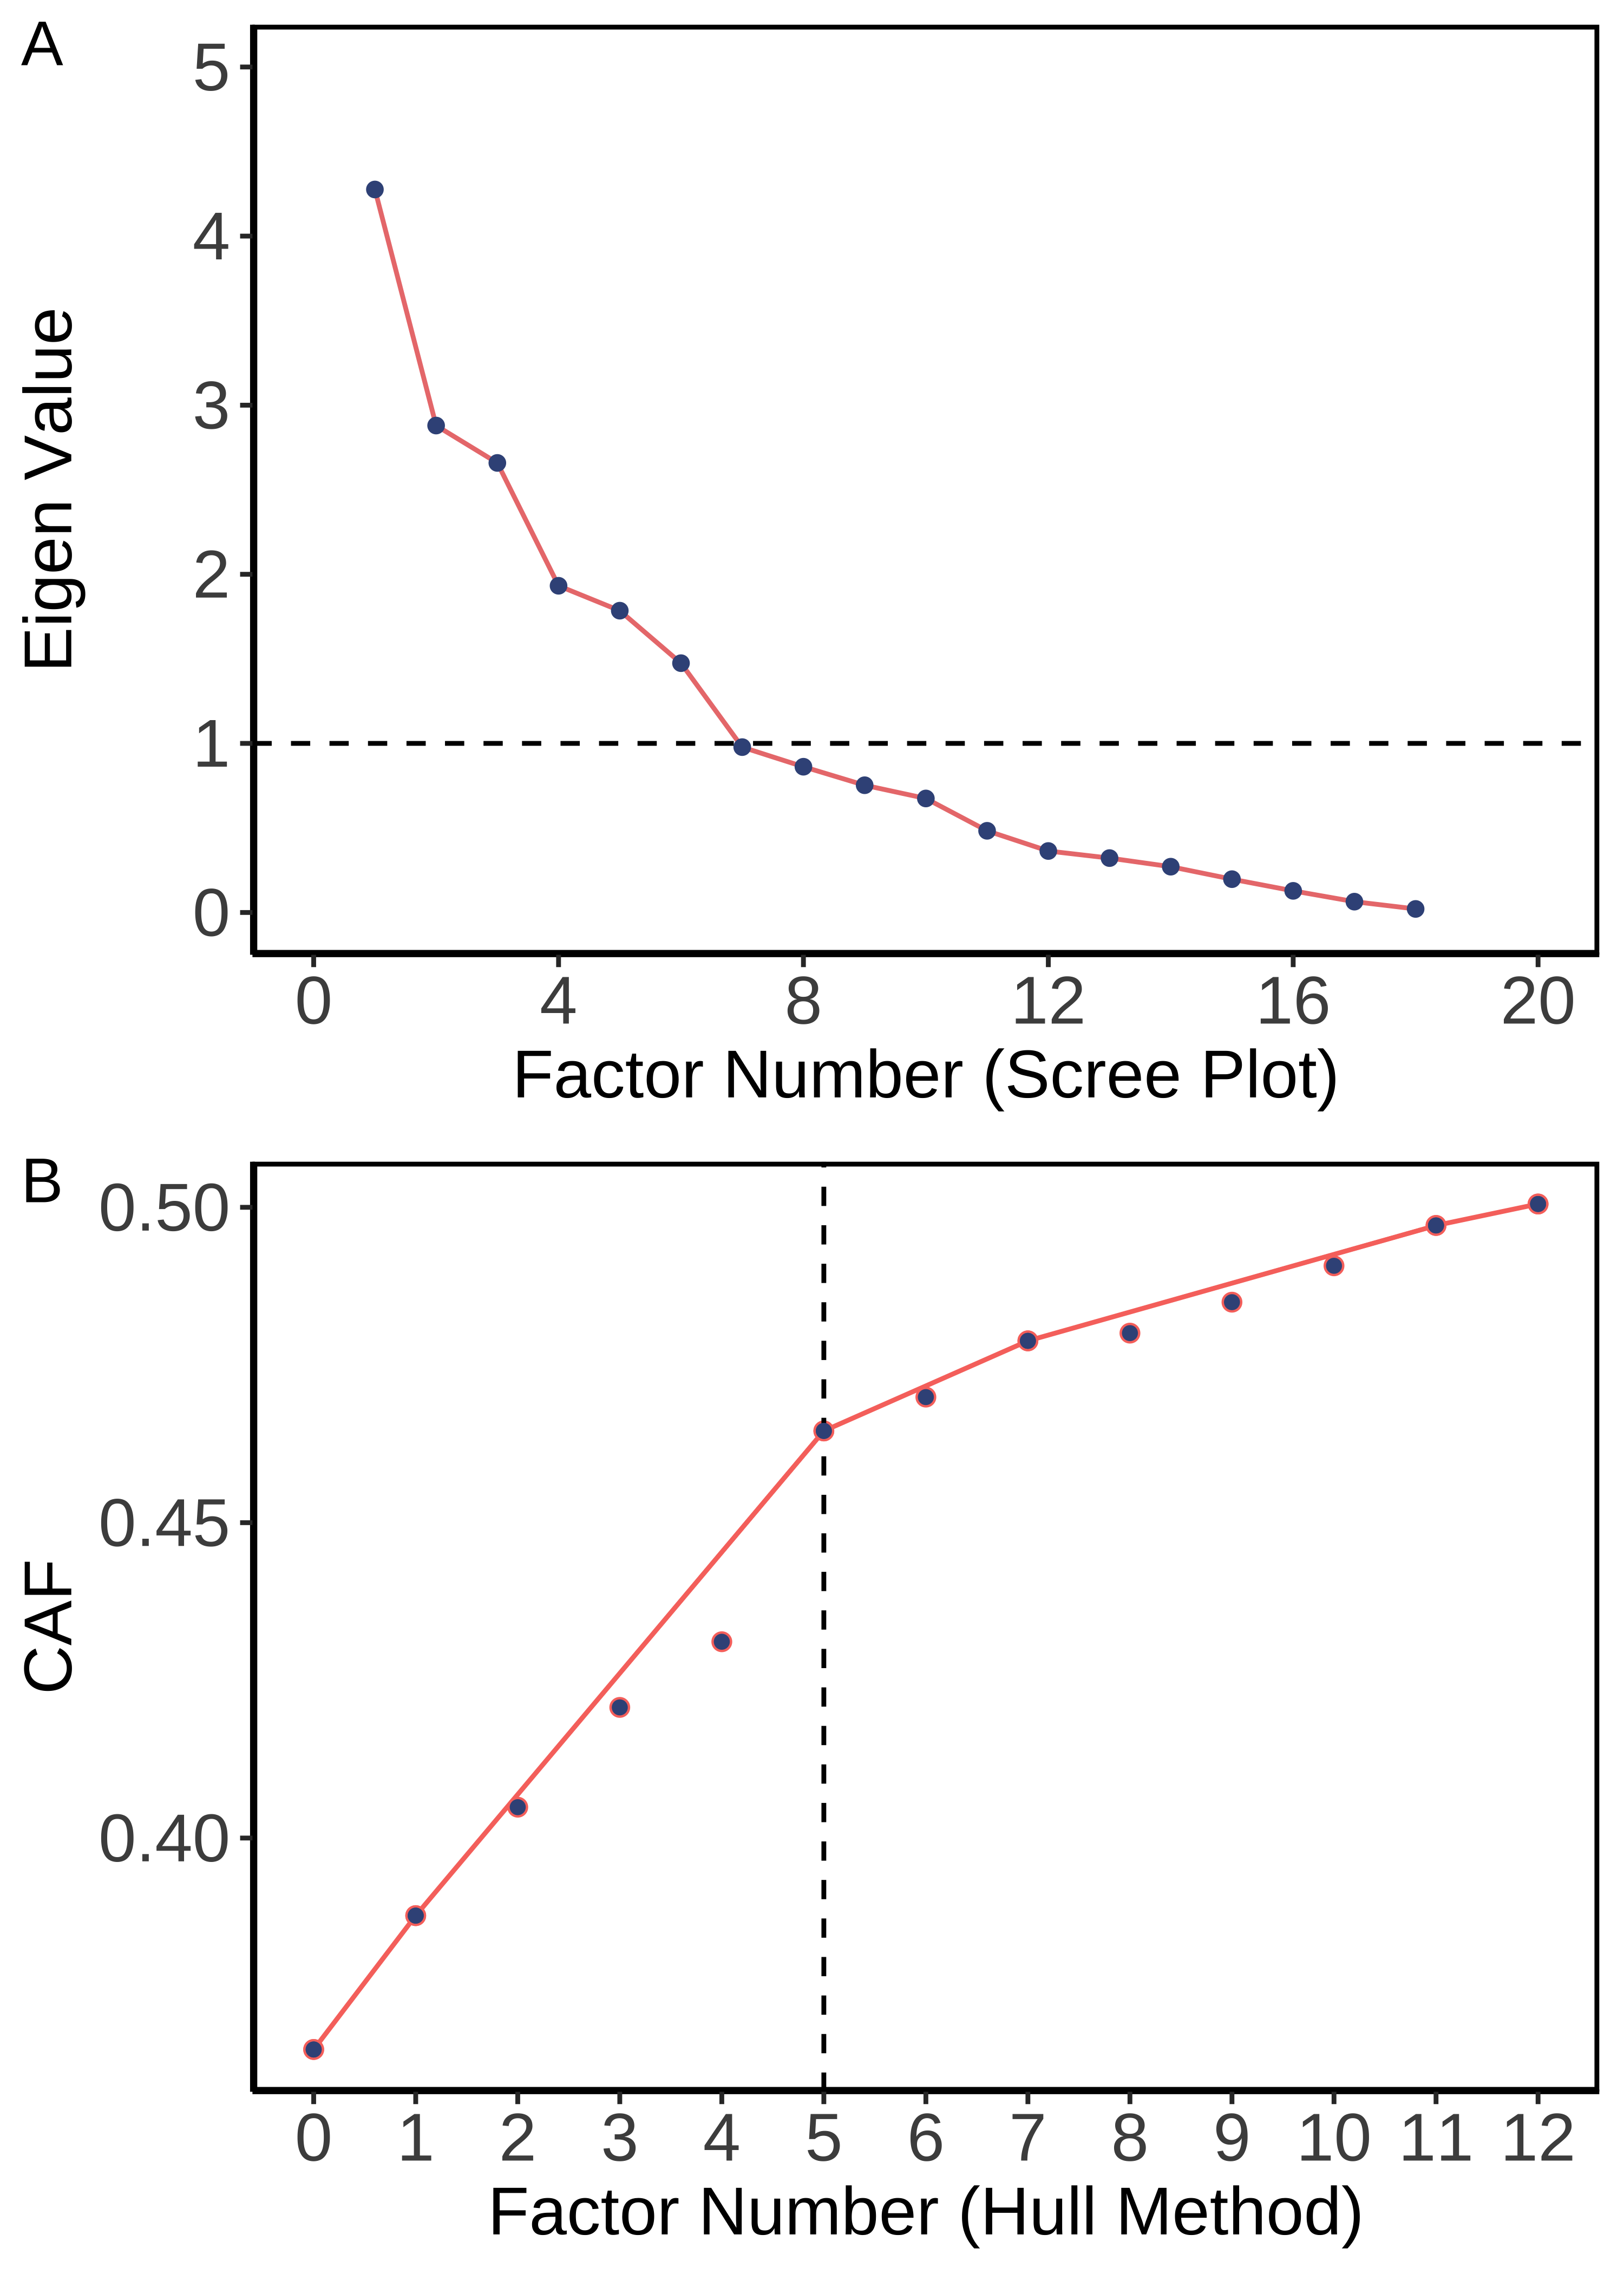 A
5
4
3
2
1
0
Eigen Value
0 4 8 12 16 20
Factor Number (Scree Plot)
B
0.50
0.45
0.40
CAF
0 1 2 3 4 5 6 7 8 9 10 11 12
Factor Number (Hull Method)